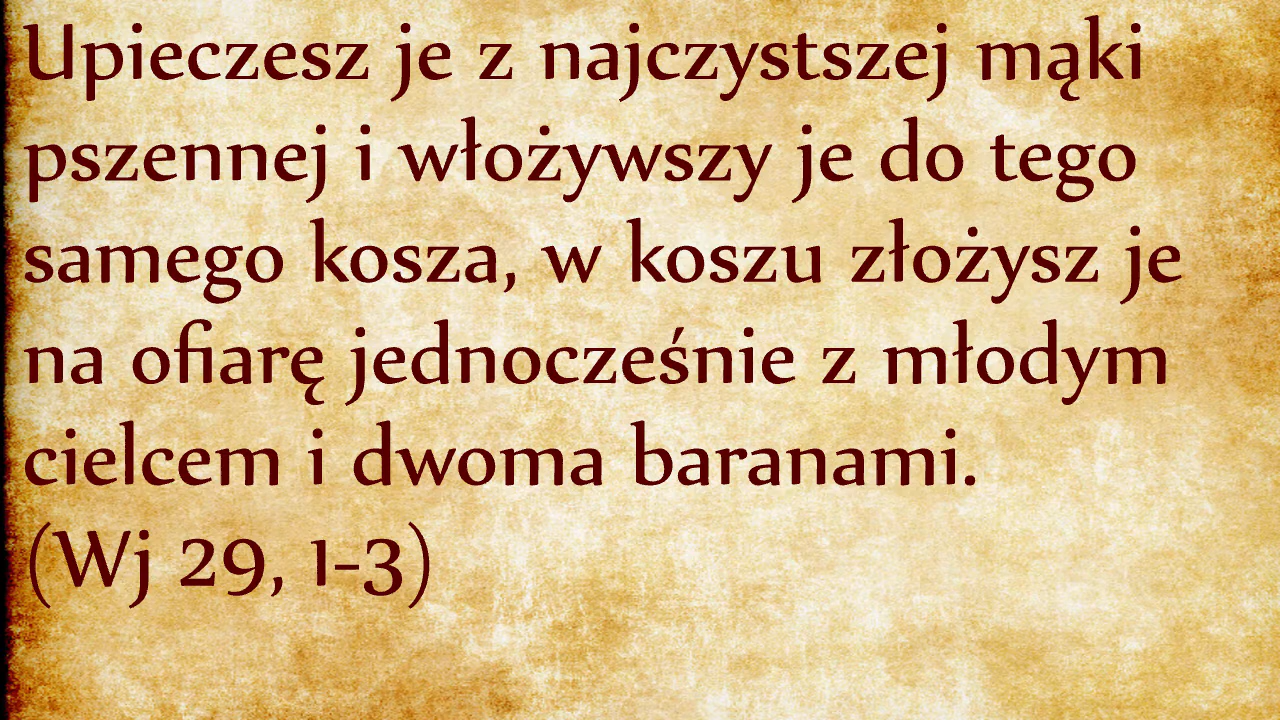 Upieczesz je z najczystszej mąki
pszennej i włożywszy je do tego
samego kosza, w koszu złożysz je
na ofiarę jednocześnie z młodym
cielcem i dwoma baranami.
(Wj 29, 1-3)